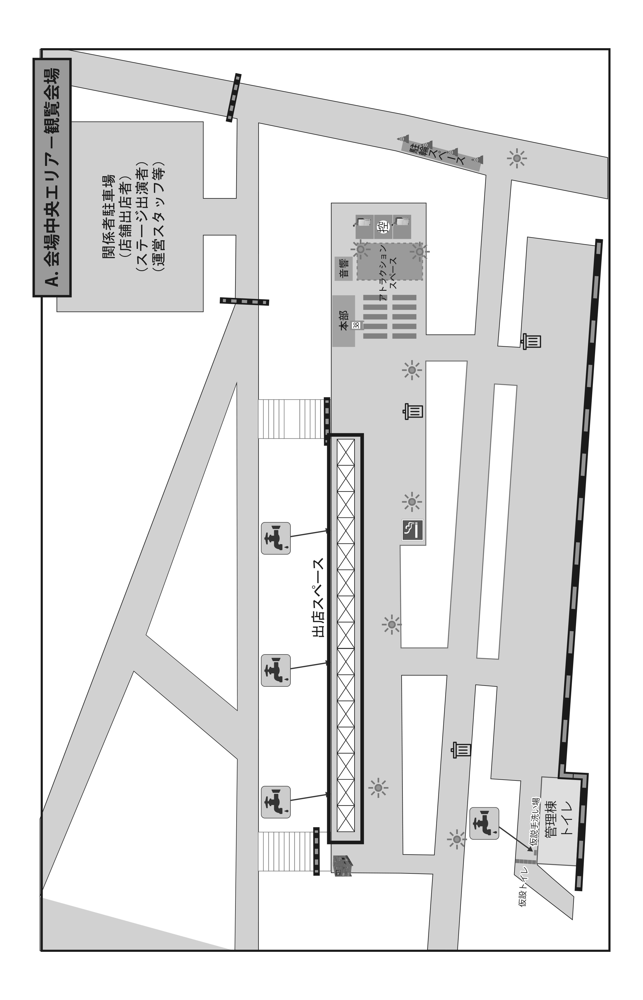 A. 会場中央エリア－観覧会場
関係者駐車場
（店舗出店者）
（ステージ出演者）
（運営スタッフ等）
駐輪スペース
控
音響
アトラクション
スペース
本部
38
出店スペース
仮説手洗い場
管理棟
トイレ
仮設トイレ